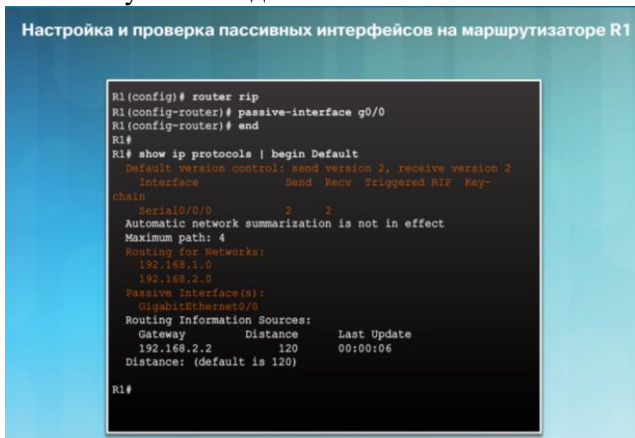 Настройка и проверка пассивных интерфейсов на маршрутизаторе R1
R1(config)# router rip
R1(config-router)# passive-interface g0/0
R1(config-router)# end
R1#
R1# show ip protocols | begin Default
Default version control: send version 2, receive version 2
Interface Send Recv Triggered RIP Key-
chain
Serial0/0/0 2 2
Automatic network summarization is not in effect
Maximum path: 4
Routing for Networks:
192.168.1.0
192.168.2.0
Passive Interface(s):
GigabitEthernet0/0
Routing Information Sources:
Gateway Distance Last Update
192.168.2.2 120 00:00:06
Distance: (default is 120)
R1#